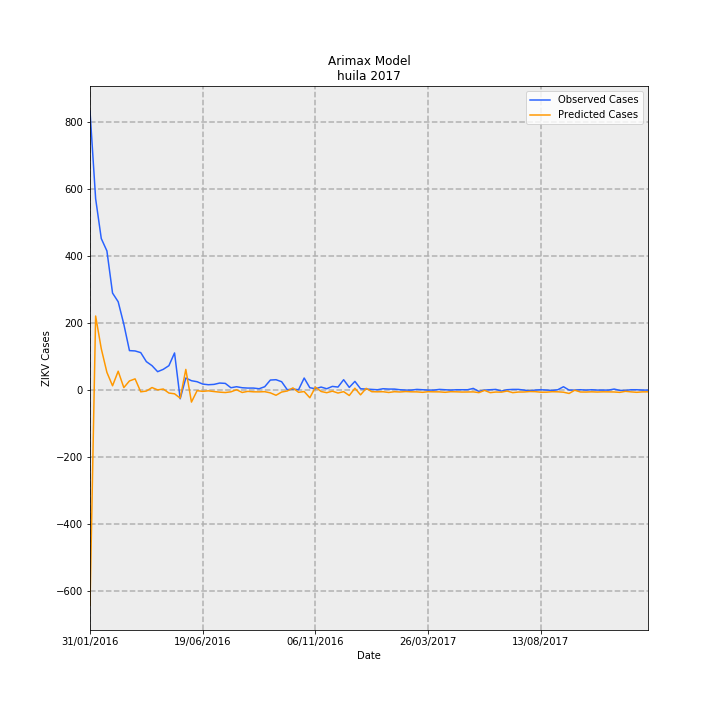 Arimax Model
huila 2017
Observed Cases
Predicted Cases
ZIKV Cases
800
600
400
200
0
−200
−400
−600
31/01/2016
19/06/2016
06/11/2016
26/03/2017
13/08/2017
Date